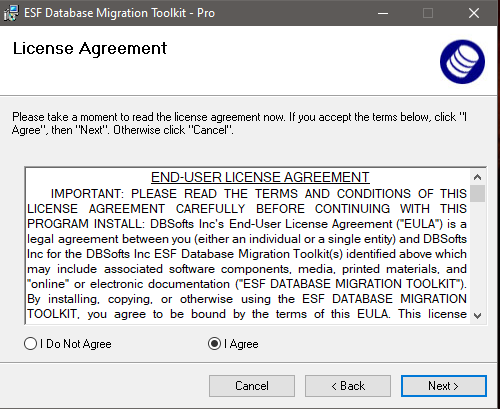 ESF Database Migration Toolkit - Pro
License Agreement
Please take a moment to read the license agreement now. If you accept the terms below, click "I
Agree", then "Next". Otherwise click "Cancel".
END-USER LICENSE AGREEMENT
IMPORTANT: PLEASE READ THE TERMS AND CONDITIONS OF THIS
LICENSE AGREEMENT CAREFULLY BEFORE CONTINUING WITH THIS
PROGRAM INSTALL: DBSofts Inc's End-User License Agreement ("EULA") is a
legal agreement between you (either an individual or a single entity) and DBSofts
Inc for the DBSofts Inc ESF Database Migration Toolkit(s) identified above which
may include associated software components, media, printed materials, and
"online" or electronic documentation ("ESF DATABASE MIGRATION TOOLKIT").
By installing, copying, or otherwise using the ESF DATABASE MIGRATION
TOOLKIT, you agree to be bound by the terms of this EULA. This license
I Do Not Agree
I Agree
Cancel
< Back
Next >